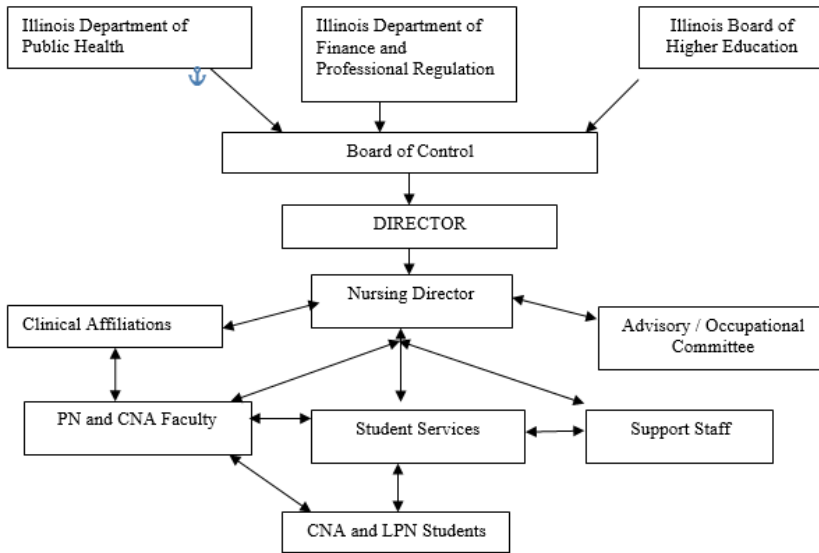 Illinois Department of
Public Health
Illinois Department of
Finance and
Professional Regulation
Illinois Board of
Higher Education
Board of Control
DIRECTOR
Nursing Director
Clinical Affiliations
Advisory / Occupational
Committee
PN and CNA Faculty
Student Services
Support Staff
CNA and LPN Students